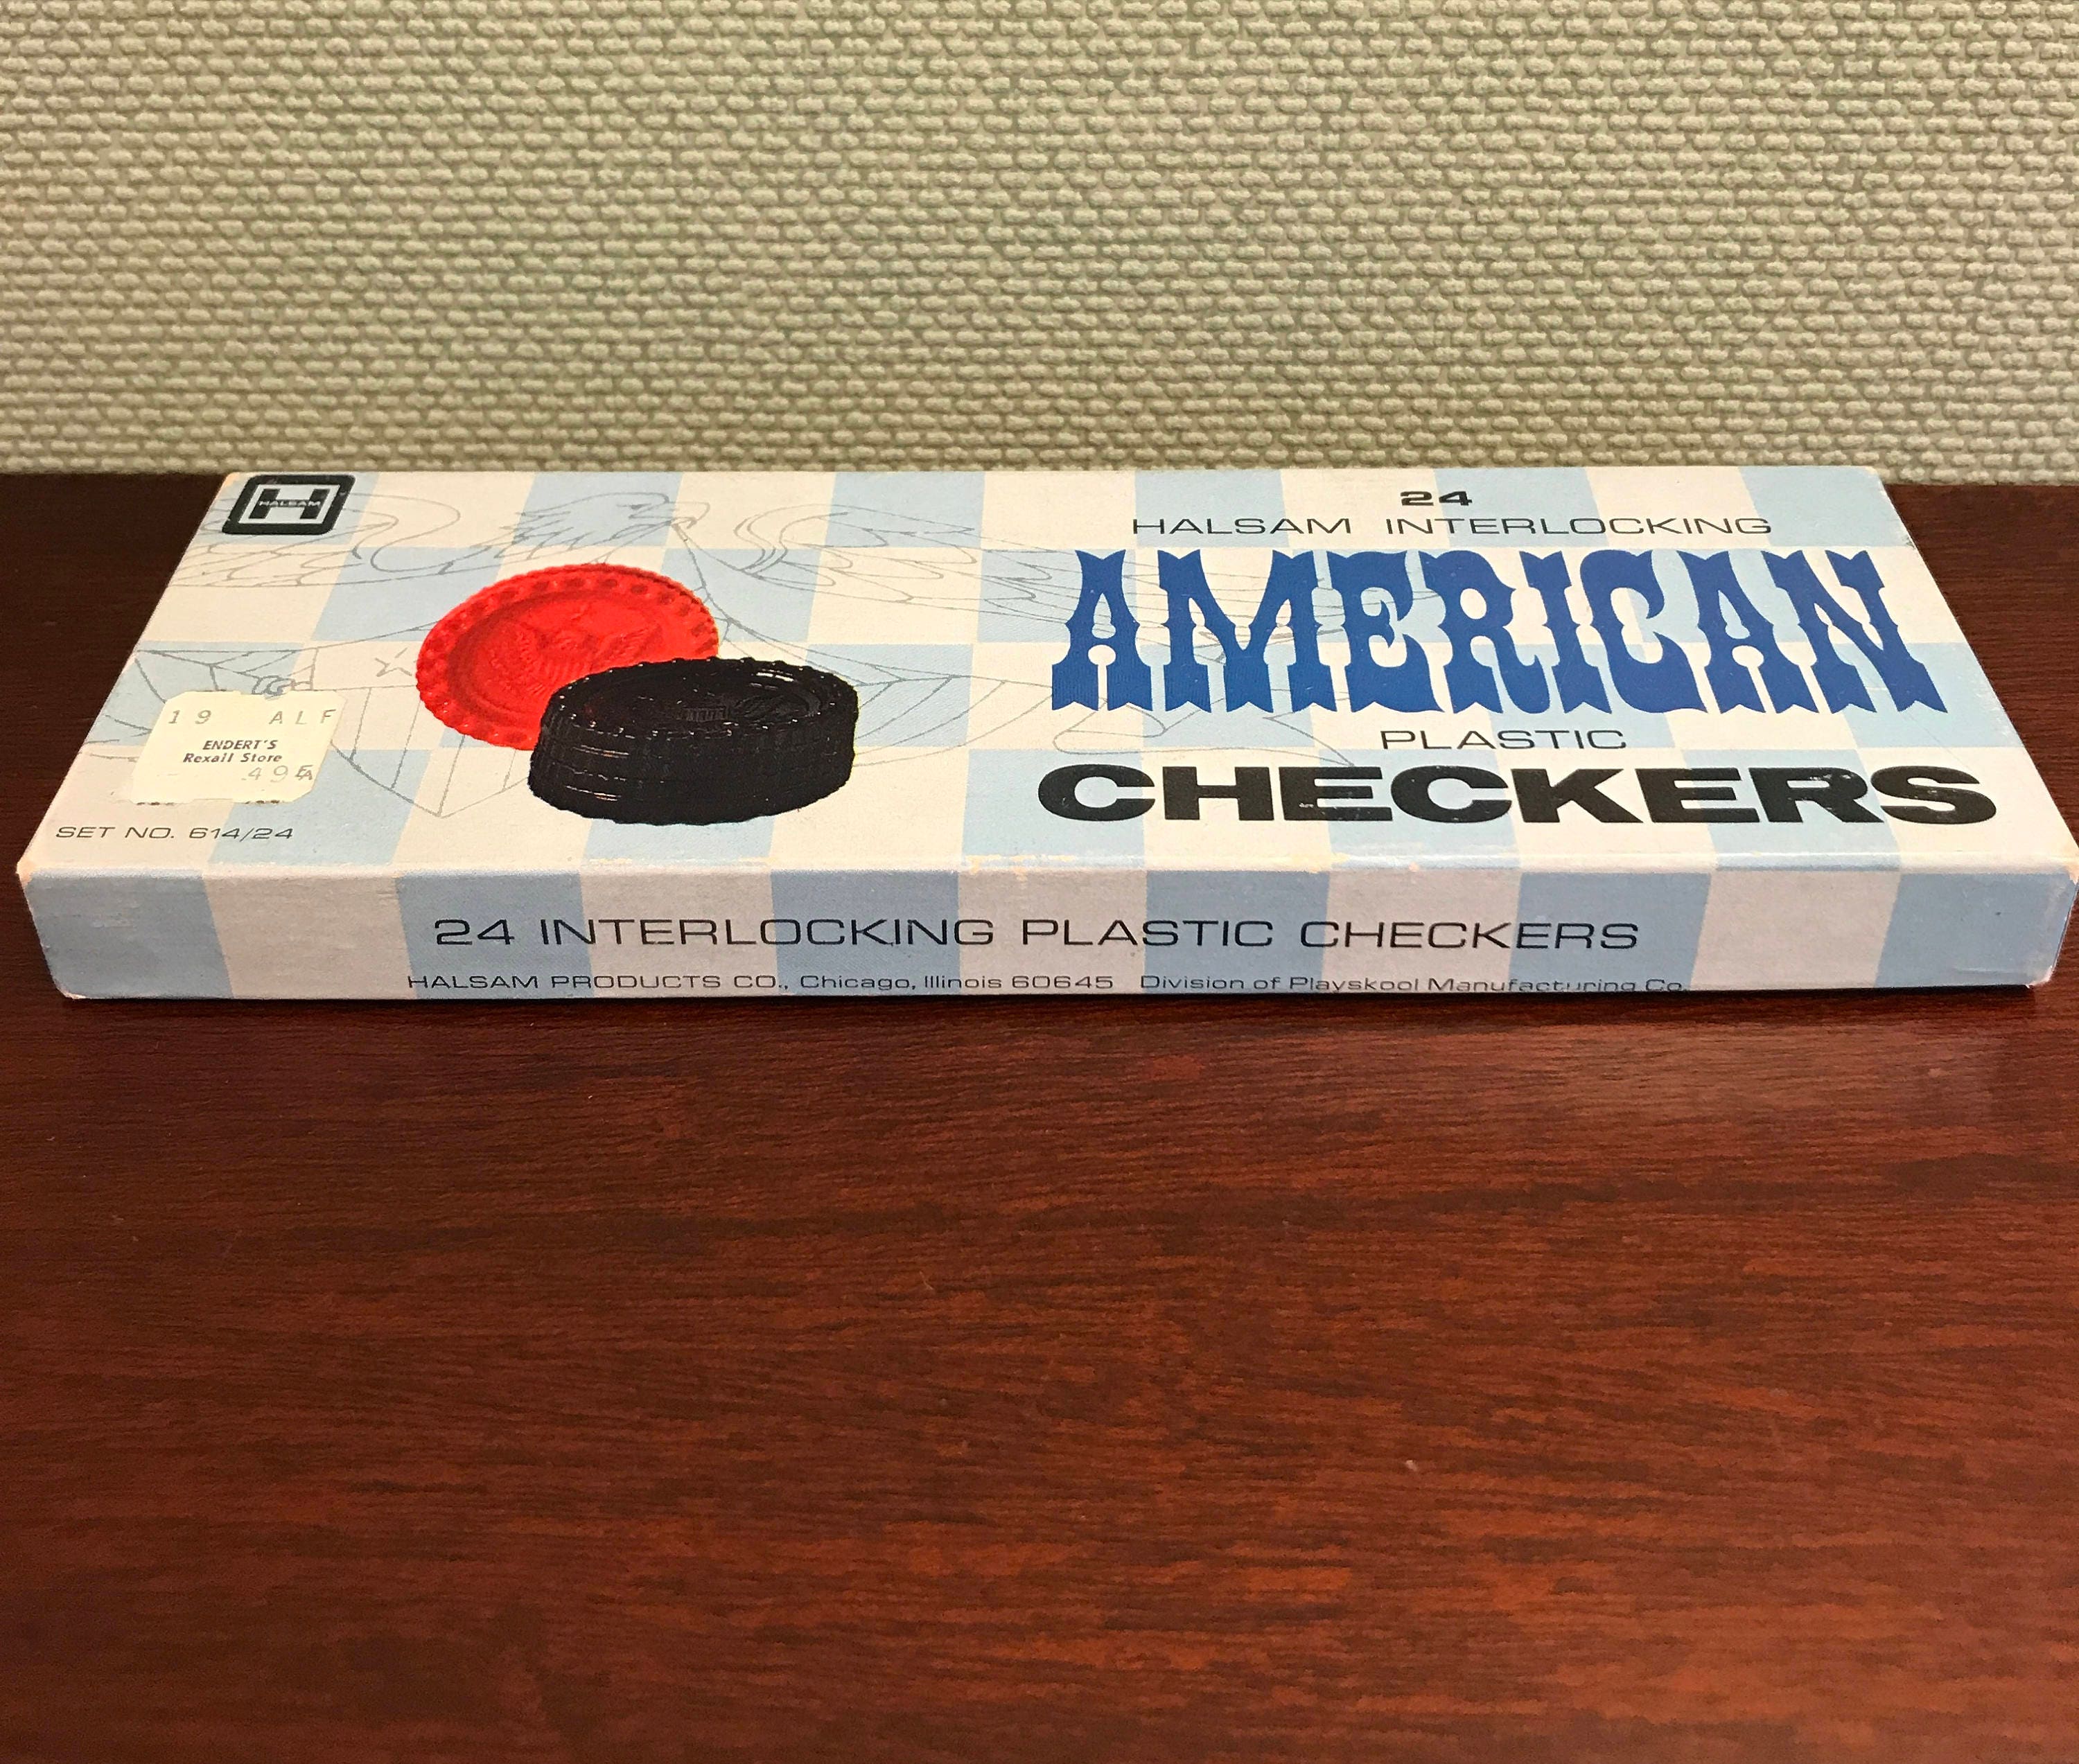 HALSAM
24
HALSAM INTERLOCKING
AMERICAN
PLASTIC
CHECKERS
19 ALF
ENDERT'S
Rexall Store
.49
SET NO. 614/24
24 INTERLOCKING PLASTIC CHECKERS
HALSAM PRODUCTS CO., Chicago, Illinois 60645 Division of Playskool Manufacturing Co.